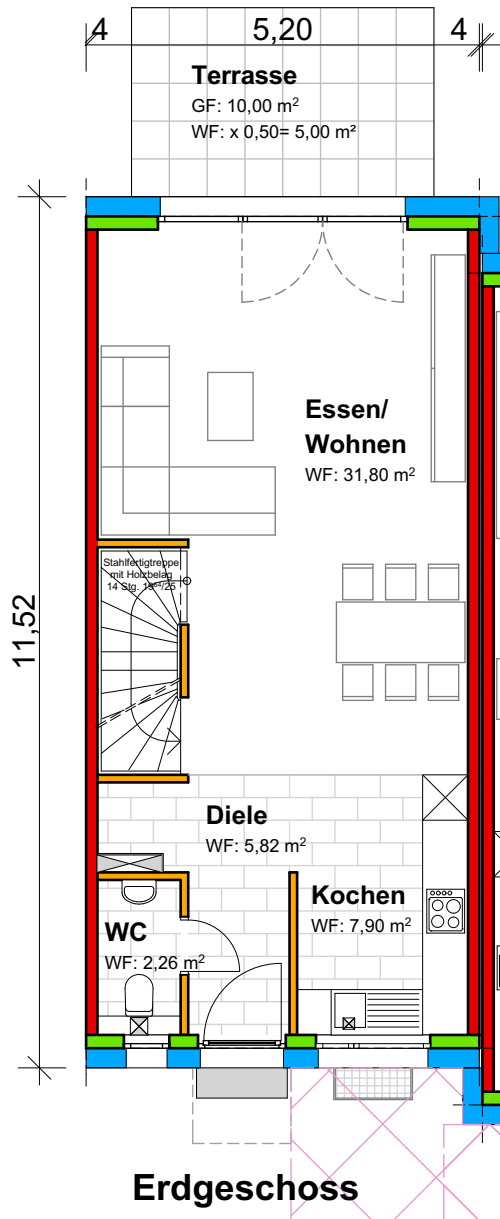 4 5,20 4
Terrasse
GF: 10,00 m²
WF: x 0,50= 5,00 m²
11,52
Essen/
Wohnen
WF: 31,80 m²
Stahlfertigtreppe
mit Holzbelag
14 Stg.
Diele
WF: 5,82 m²
Kochen
WF: 7,90 m²
WC
WF: 2,26 m²
Erdgeschoss